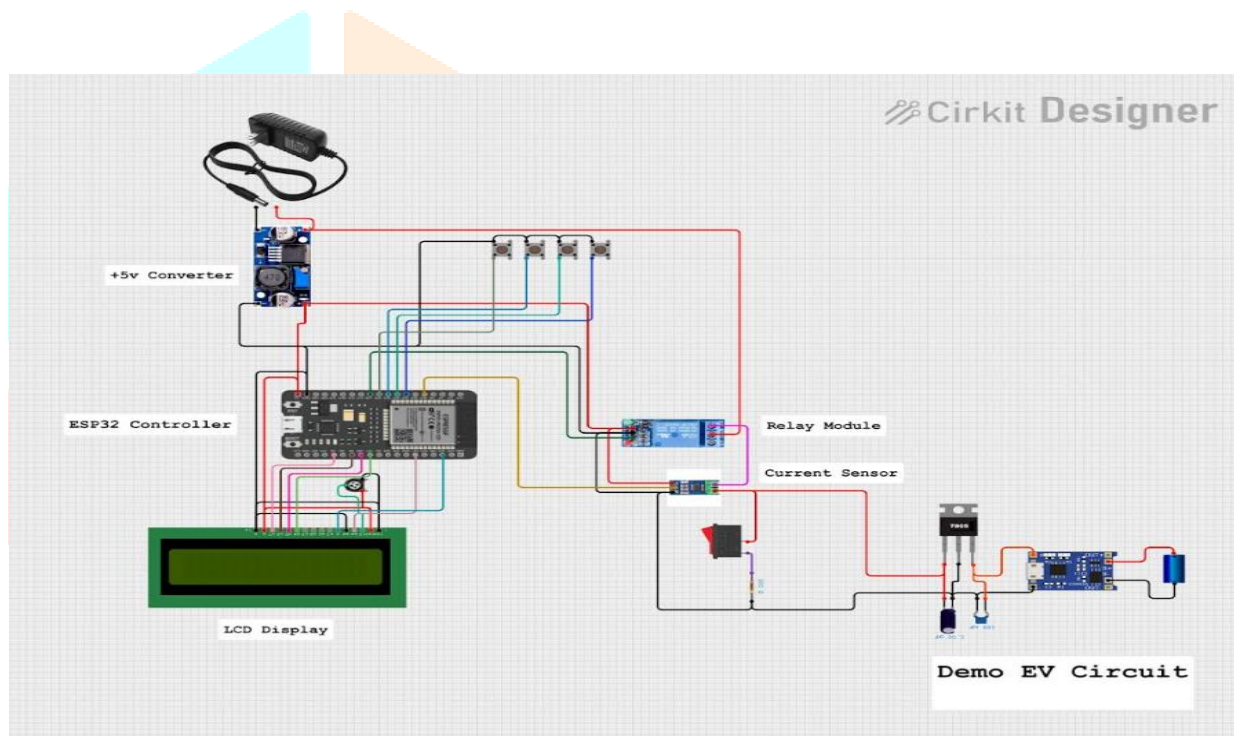 Cirkit Designer
+5v Converter
ESP32 Controller
Relay Module
Current Sensor
7805
LCD Display
Demo EV Circuit